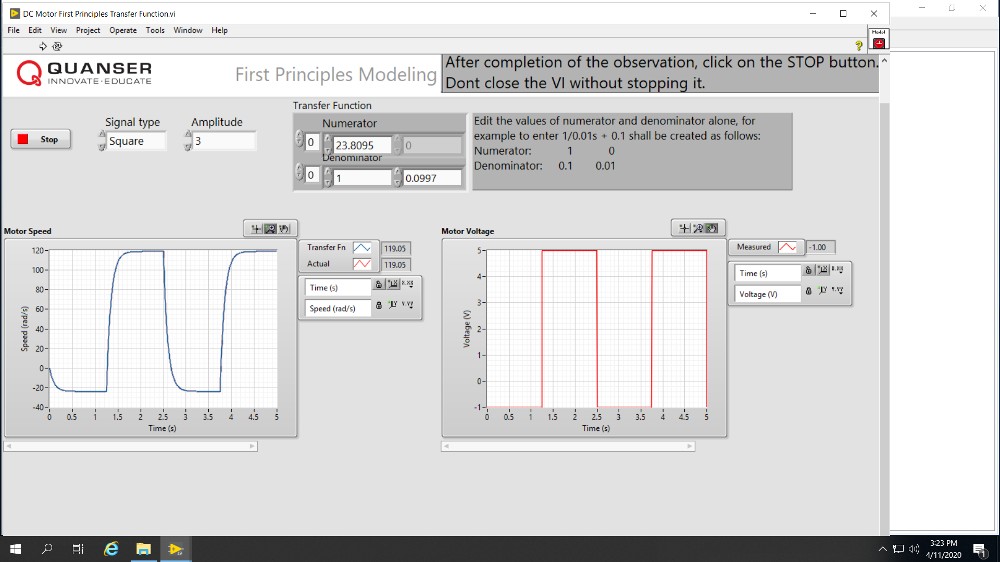 DC Motor First Principles Transfer Function.vi
File Edit View Project Operate Tools Window Help
Model
QUANSER
INNOVATE·EDUCATE
First Principles Modeling
After completion of the observation, click on the STOP button.
Dont close the VI without stopping it.
Stop
Signal type
Square
Amplitude
3
Transfer Function
Numerator
0 23.8095 0
Denominator
0 1 0.0997
Edit the values of numerator and denominator alone, for
example to enter 1/0.01s + 0.1 shall be created as follows:
Numerator: 1 0
Denominator: 0.1 0.01
Motor Speed
120
100
80
60
40
20
0
-20
-40
Speed (rad/s)
0 0.5 1 1.5 2 2.5 3 3.5 4 4.5 5
Time (s)
Transfer Fn 119.05
Actual 119.05
Time (s) X.XX
Speed (rad/s) Y.YY
Motor Voltage
5
4
3
2
1
0
-1
Voltage (V)
0 0.5 1 1.5 2 2.5 3 3.5 4 4.5 5
Time (s)
Measured -1.00
Time (s) X.XX
Voltage (V) Y.YY
19
3:23 PM
4/11/2020
1